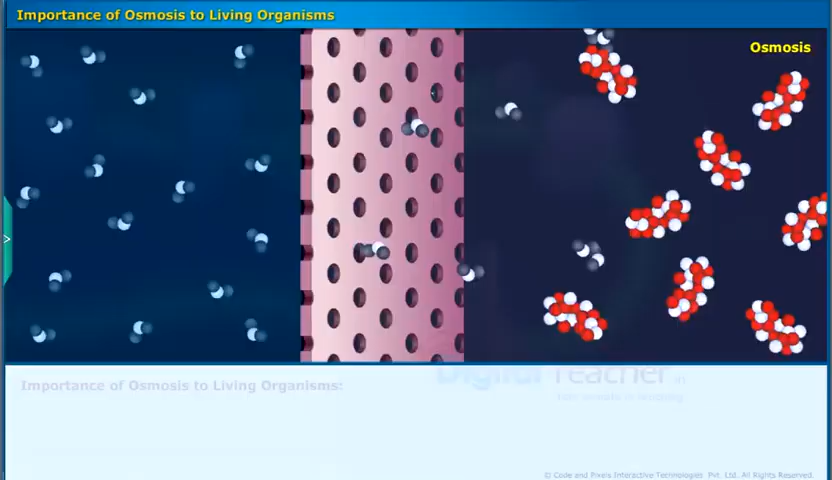 Importance of Osmosis to Living Organisms
Osmosis
>
Digital Teacher
Importance of Osmosis to Living Organisms:
© Code and Pixels Interactive Technologies Pvt. Ltd. All Rights Reserved.